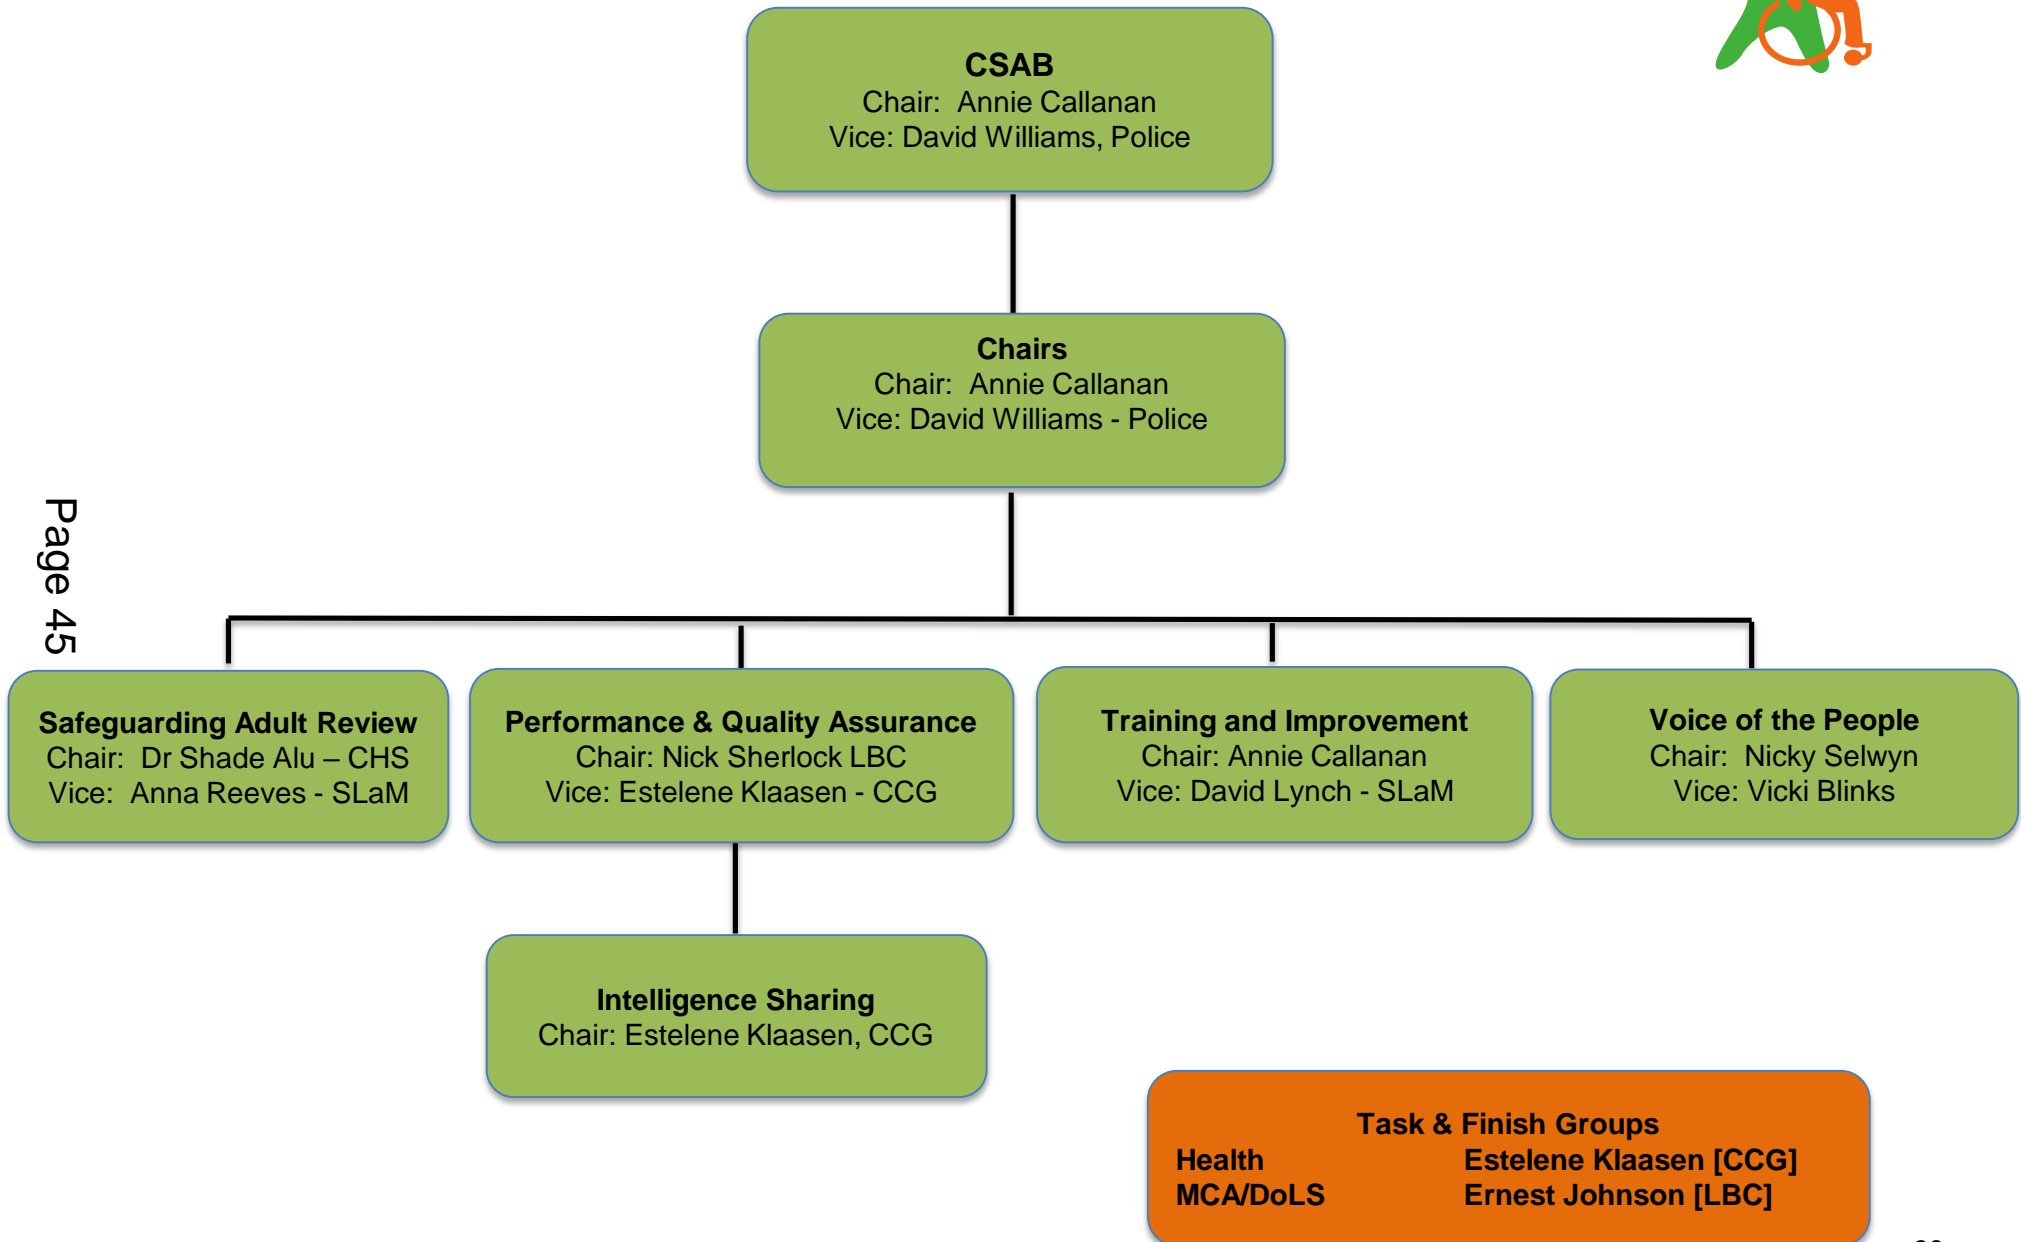 CSAB
Chair: Annie Callanan
Vice: David Williams, Police
Chairs
Chair: Annie Callanan
Vice: David Williams - Police
Page 45
Safeguarding Adult Review
Chair: Dr Shade Alu – CHS
Vice: Anna Reeves - SLaM
Performance & Quality Assurance
Chair: Nick Sherlock LBC
Vice: Estelene Klaasen - CCG
Training and Improvement
Chair: Annie Callanan
Vice: David Lynch - SLaM
Voice of the People
Chair: Nicky Selwyn
Vice: Vicki Blinks
Intelligence Sharing
Chair: Estelene Klaasen, CCG
Task & Finish Groups
Health Estelene Klaasen [CCG]
MCA/DoLS Ernest Johnson [LBC]